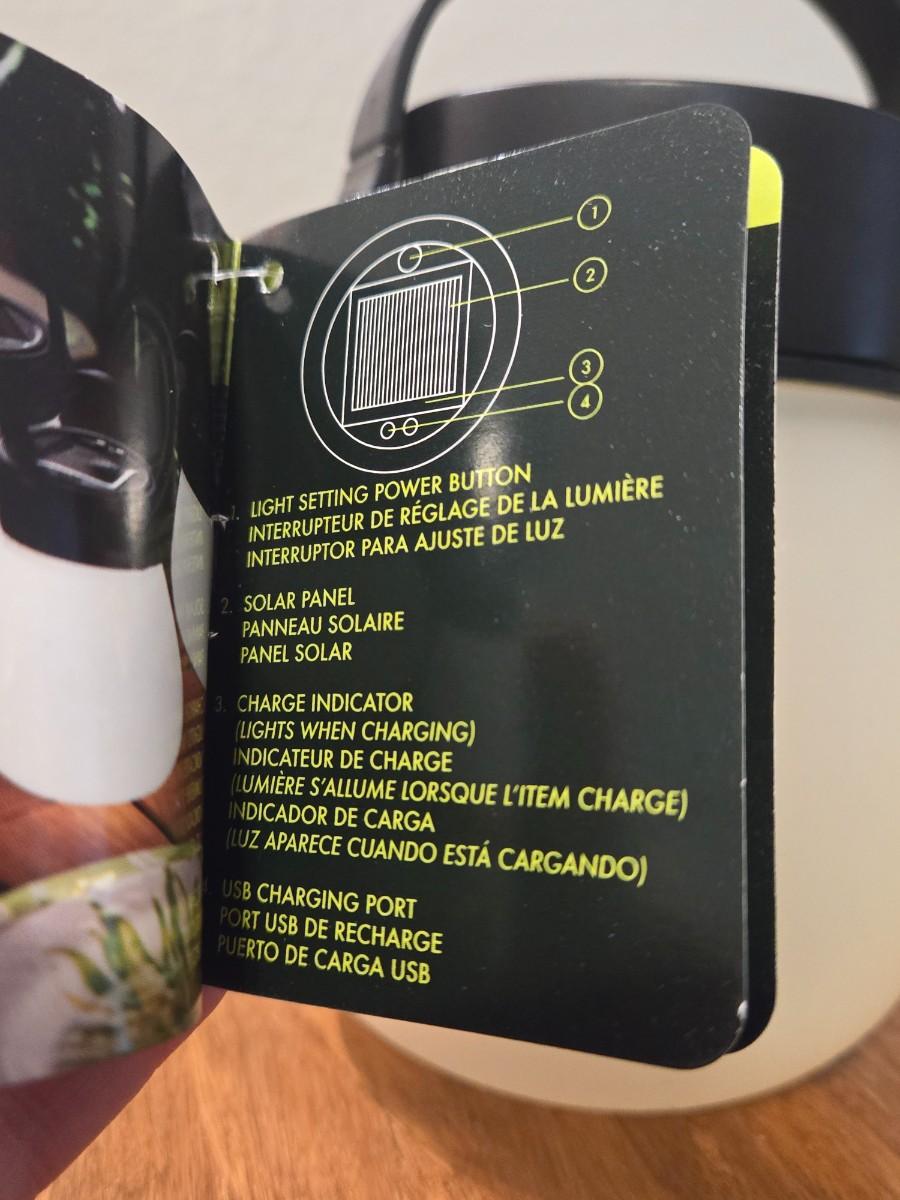 1
2
3
4
1. LIGHT SETTING POWER BUTTON
INTERRUPTEUR DE RÉGLAGE DE LA LUMIÈRE
INTERRUPTOR PARA AJUSTE DE LUZ
2. SOLAR PANEL
PANNEAU SOLAIRE
PANEL SOLAR
3. CHARGE INDICATOR
(LIGHTS WHEN CHARGING)
INDICATEUR DE CHARGE
(LUMIÈRE S'ALLUME LORSQUE L'ITEM CHARGE)
INDICADOR DE CARGA
(LUZ APARECE CUANDO ESTÁ CARGANDO)
4. USB CHARGING PORT
PORT USB DE RECHARGE
PUERTO DE CARGA USB